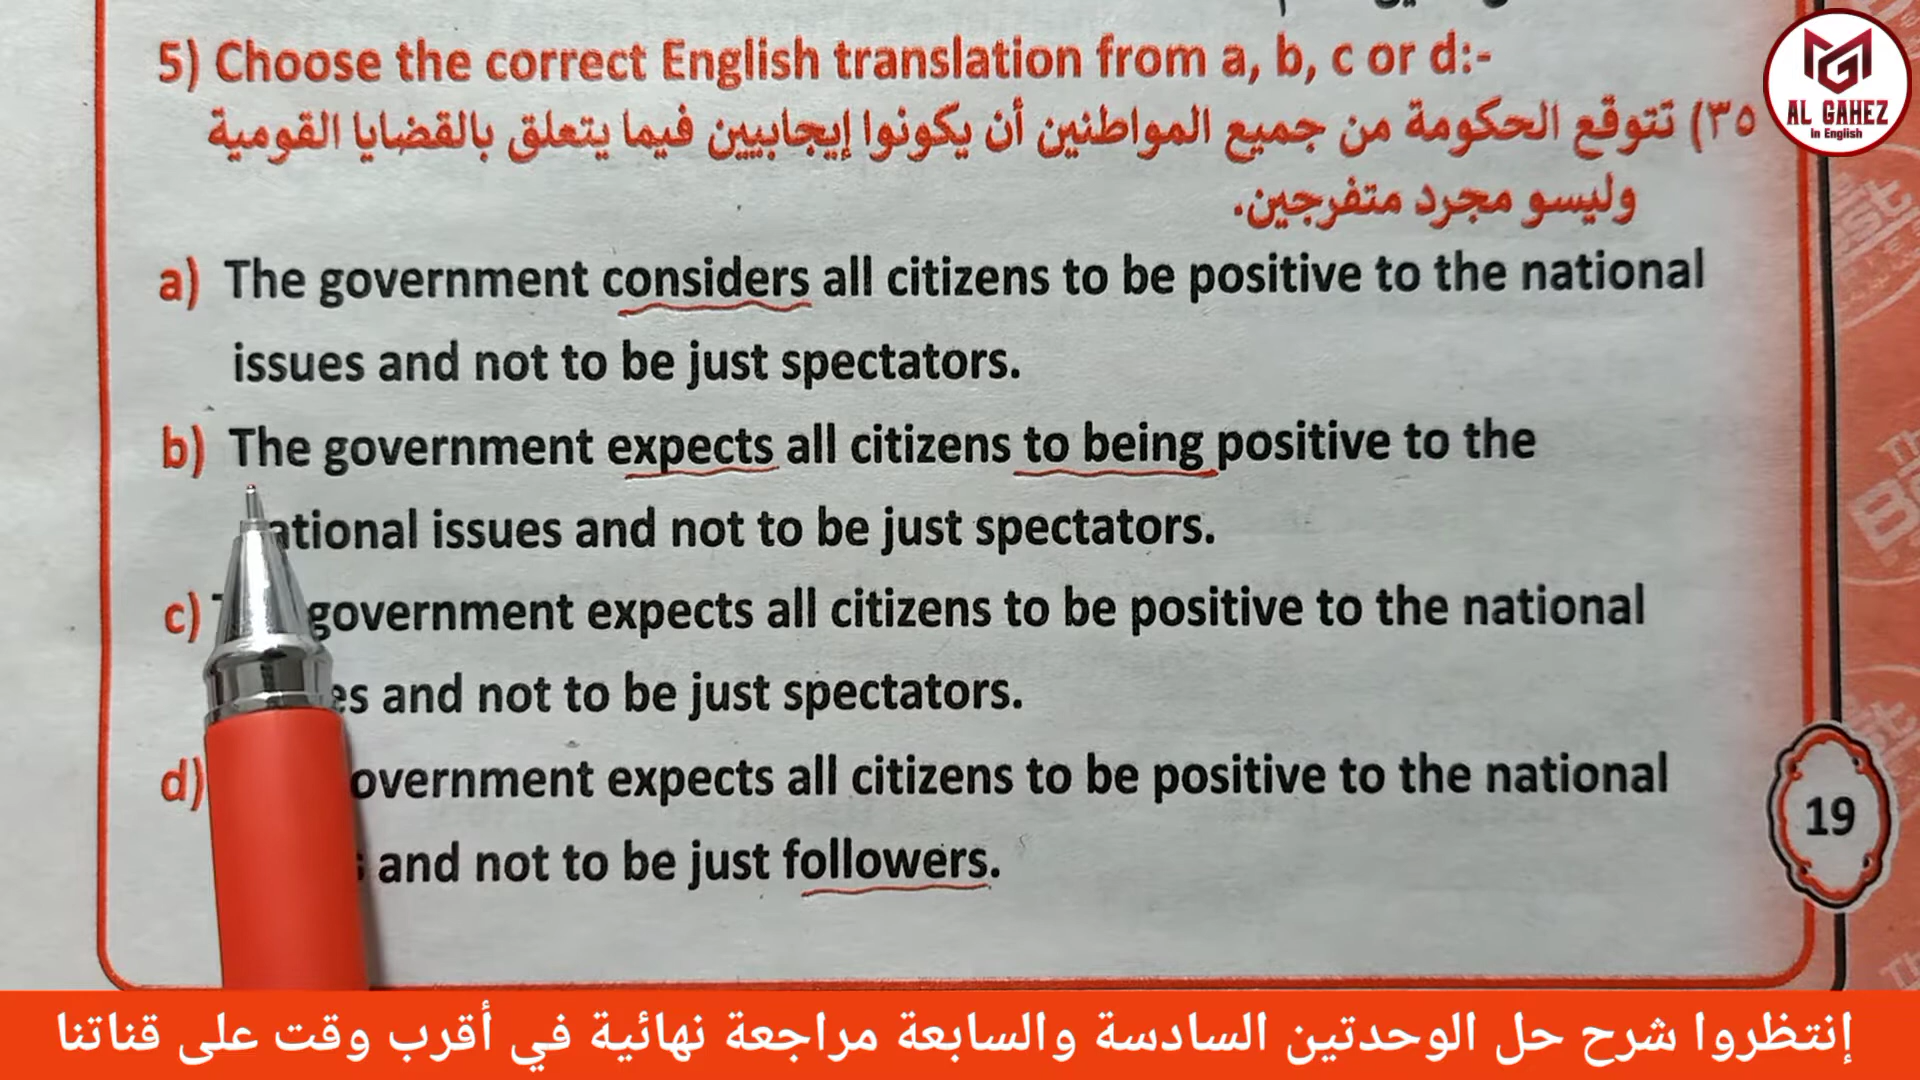 5) Choose the correct English translation from a, b, c or d:-
٣٥) تتوقع الحكومة من جميع المواطنين أن يكونوا إيجابيين فيما يتعلق بالقضايا القومية
وليسو مجرد متفرجين.
a) The government considers all citizens to be positive to the national
issues and not to be just spectators.
b) The government expects all citizens to being positive to the
ational issues and not to be just spectators.
c) government expects all citizens to be positive to the national
es and not to be just spectators.
d) overnment expects all citizens to be positive to the national
and not to be just followers.
19
AL GAHEZ
In English
إنتظروا شرح حل الوحدتين السادسة والسابعة مراجعة نهائية في أقرب وقت على قناتنا